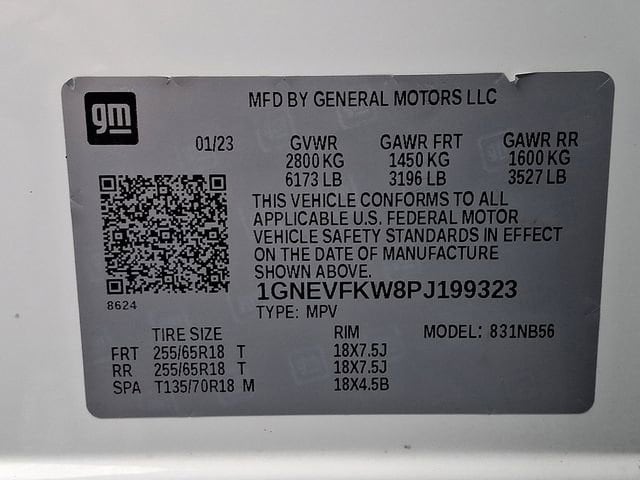 gm
MFD BY GENERAL MOTORS LLC
01/23 GVWR GAWR FRT GAWR RR
2800 KG 1450 KG 1600 KG
6173 LB 3196 LB 3527 LB
THIS VEHICLE CONFORMS TO ALL
APPLICABLE U.S. FEDERAL MOTOR
VEHICLE SAFETY STANDARDS IN EFFECT
ON THE DATE OF MANUFACTURE
SHOWN ABOVE.
8624
1GNEVFKW8PJ199323
TYPE: MPV
TIRE SIZE RIM MODEL: 831NB56
FRT 255/65R18 T 18X7.5J
RR 255/65R18 T 18X7.5J
SPA T135/70R18 M 18X4.5B